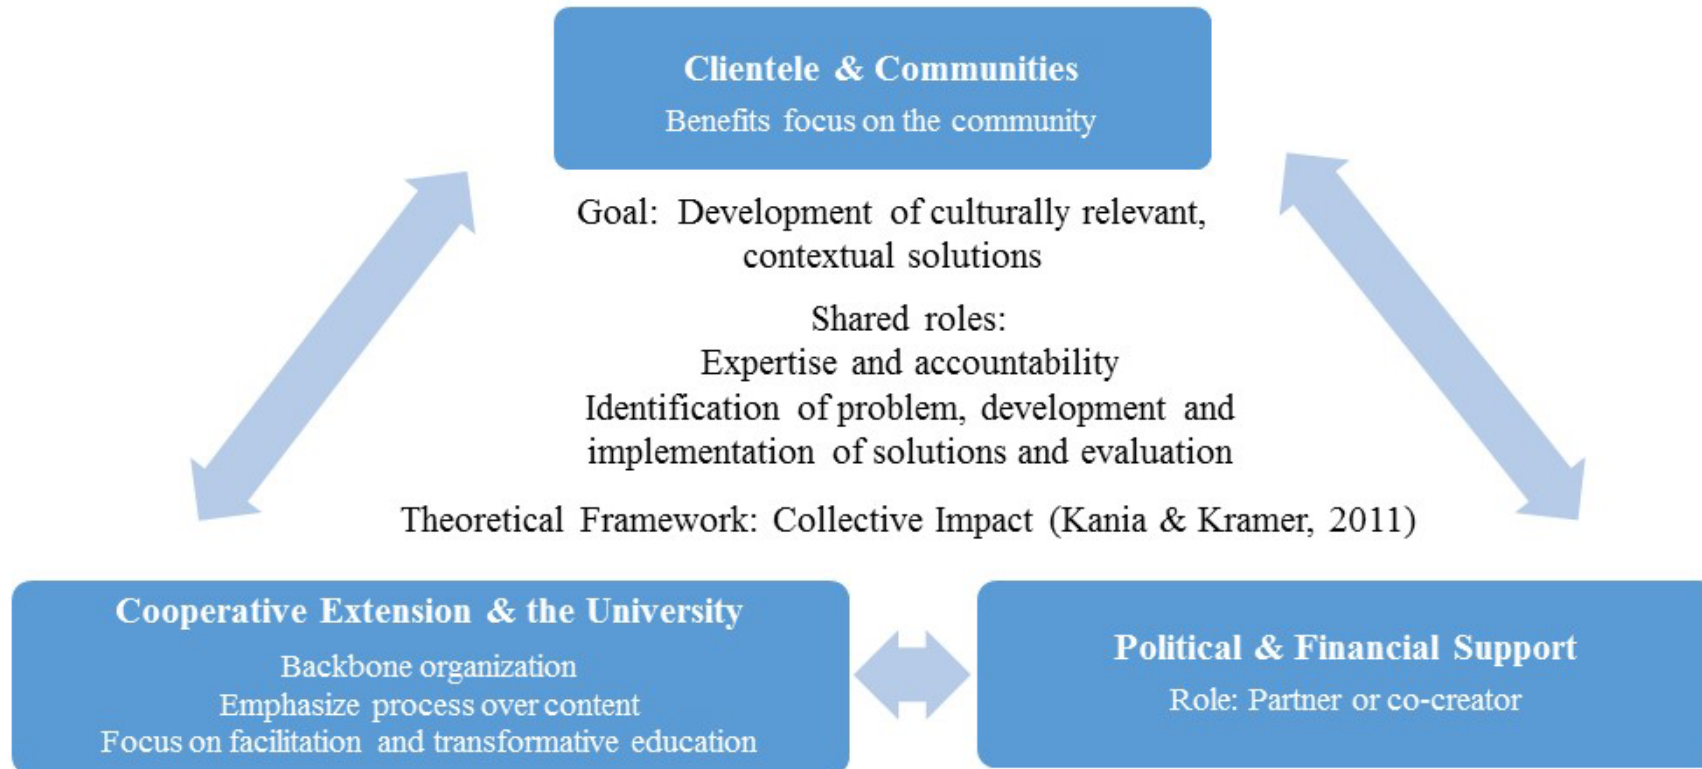 Clientele & Communities
Benefits focus on the community
Goal: Development of culturally relevant,
contextual solutions
Shared roles:
Expertise and accountability
Identification of problem, development and
implementation of solutions and evaluation
Theoretical Framework: Collective Impact (Kania & Kramer, 2011)
Cooperative Extension & the University
Backbone organization
Emphasize process over content
Focus on facilitation and transformative education
Political & Financial Support
Role: Partner or co-creator